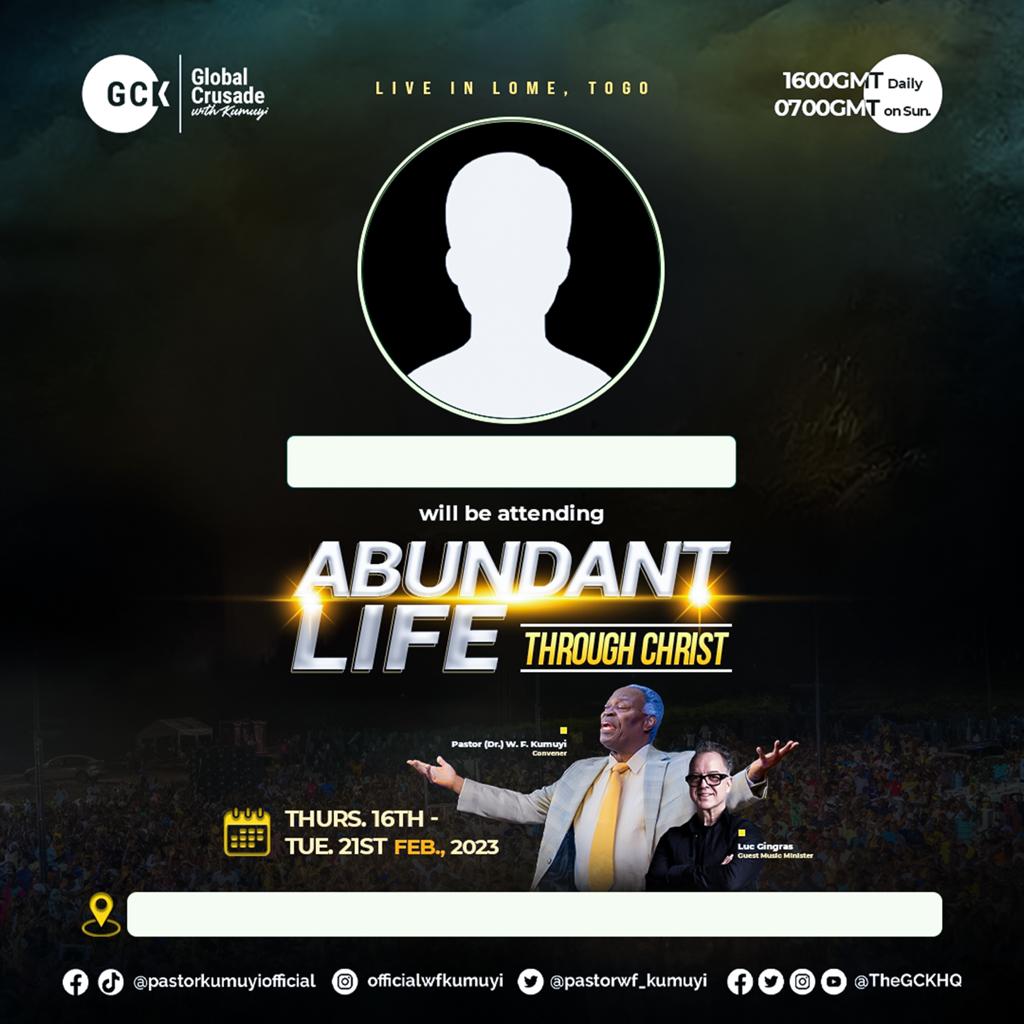 GCK
Global
Crusade
with Kumuyi
LIVE IN LOME, TOGO
1600GMT Daily
0700GMT on Sun.
will be attending
ABUNDANT
LIFE
THROUGH CHRIST
Pastor (Dr.) W. F. Kumuyi
Convener
THURS. 16TH -
TUE. 21ST FEB., 2023
Luc Gingras
Guest Music Minister
@pastorkumuyiofficial officialwfkumuyi @pastorwf_kumuyi @TheGCKHQ